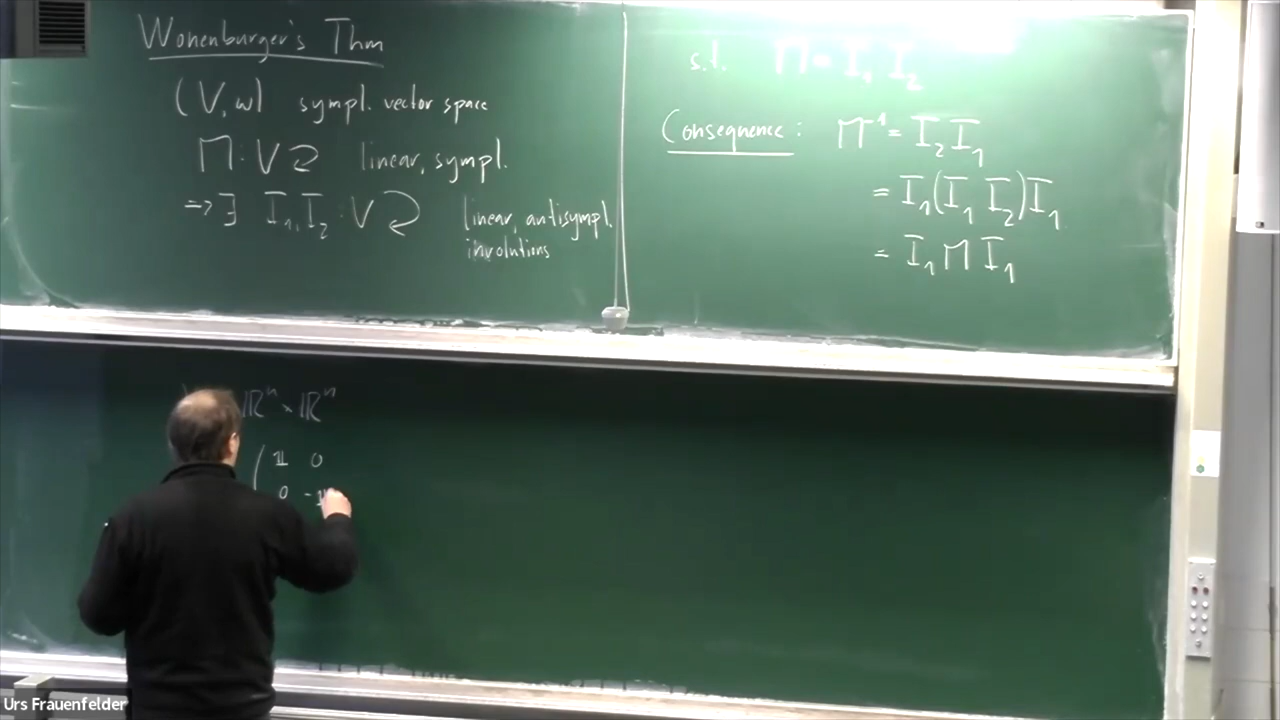 Wonenburger's Thm
(V, ω) sympl. vector space
M: V ⊋ linear, sympl.
=> ∃ I₁, I₂ : V ⊋ linear, antisympl.
involutions
s.t. M = I₁ I₂
Consequence: M⁻¹ = I₂ I₁
= I₁(I₁ I₂)I₁
= I₁ M I₁
ℝⁿ × ℝⁿ
( 𝟙 0
0 -𝟙
Urs Frauenfelder